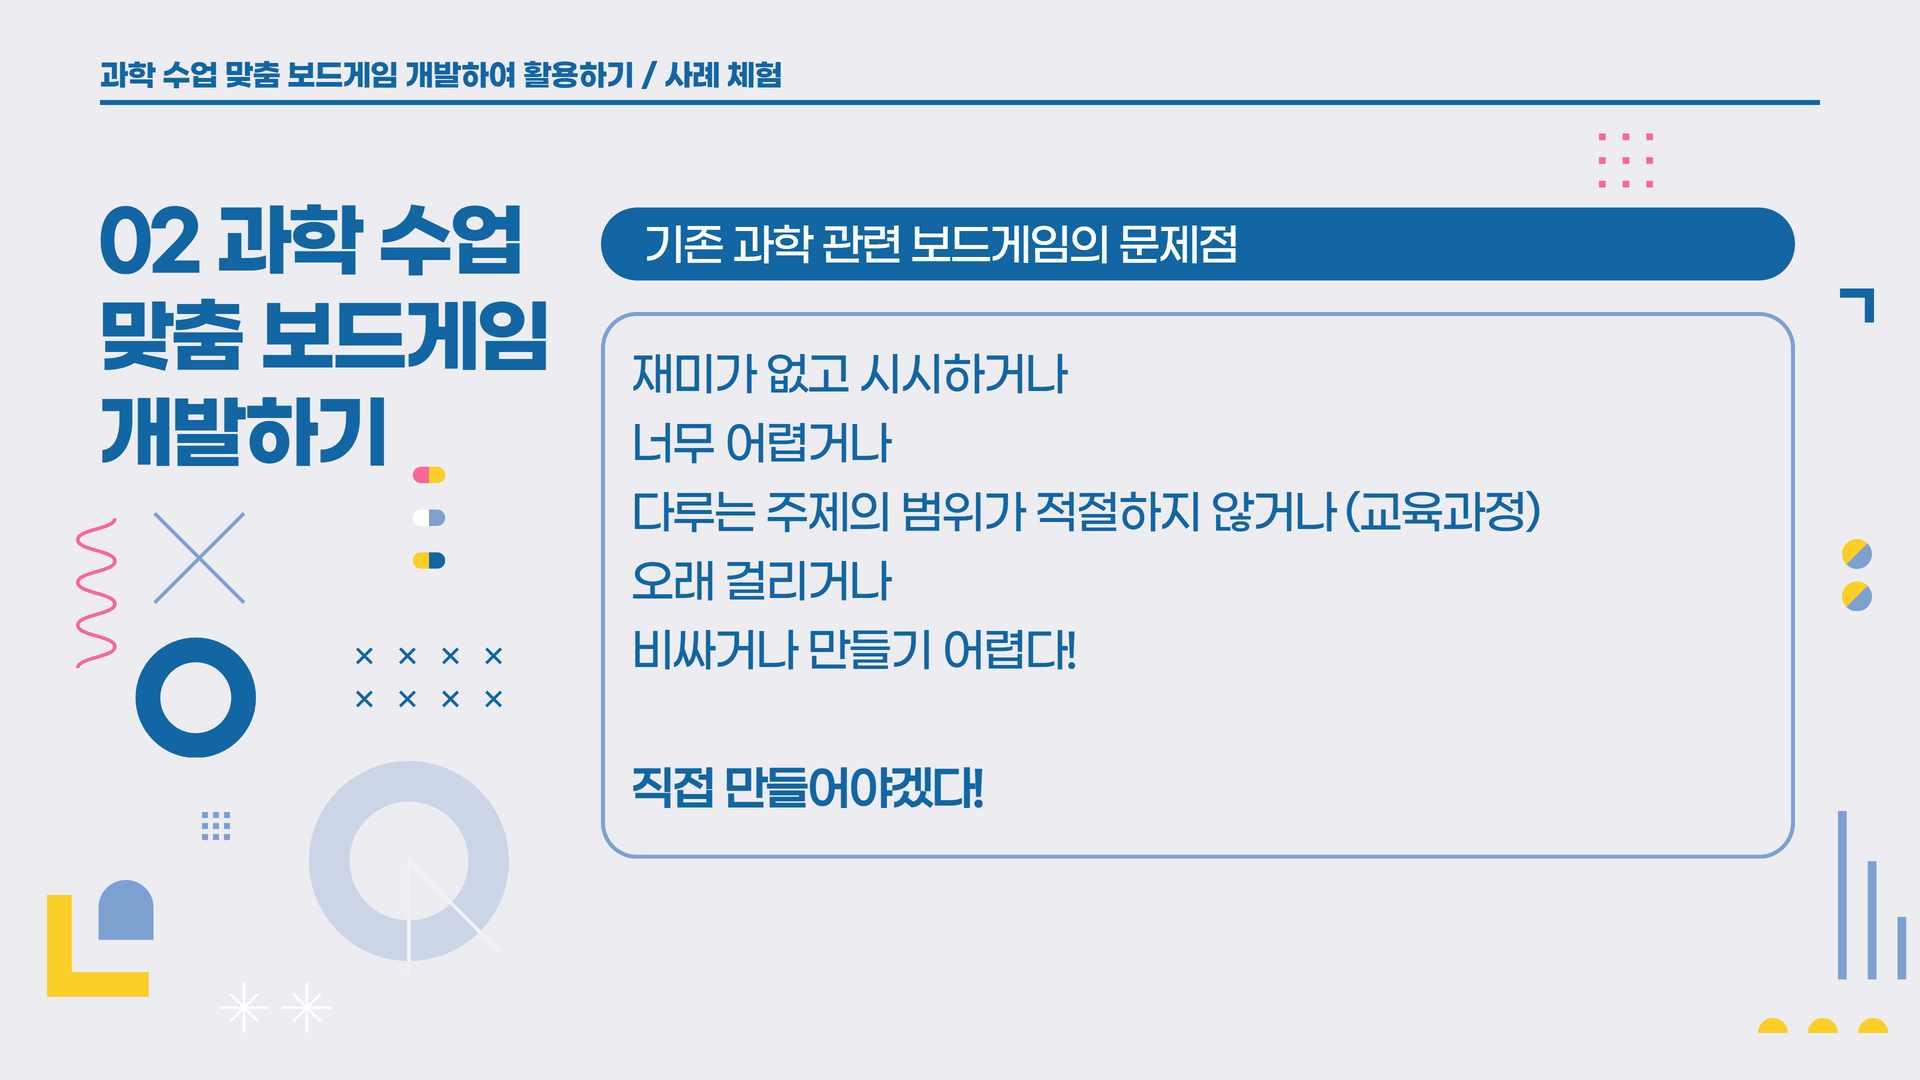 과학 수업 맞춤 보드게임 개발하여 활용하기 / 사례 체험
02 과학 수업
맞춤 보드게임
개발하기
기존 과학 관련 보드게임의 문제점
재미가 없고 시시하거나
너무 어렵거나
다루는 주제의 범위가 적절하지 않거나 (교육과정)
오래 걸리거나
비싸거나 만들기 어렵다!
직접 만들어야겠다!